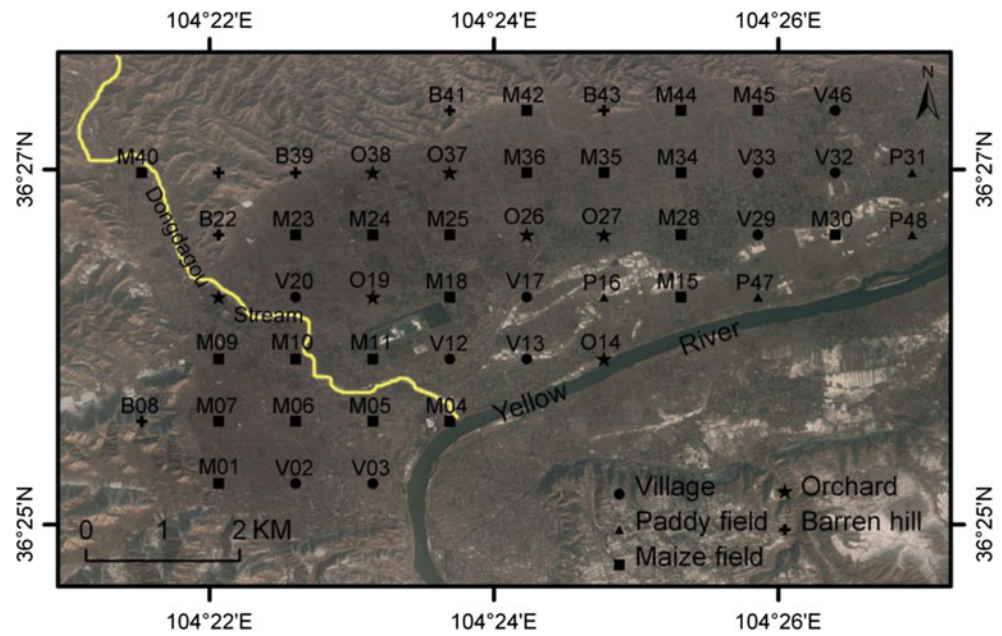 104°22'E 104°24'E 104°26'E
N
B41 M42 B43 M44 M45 V46
36°27'N
M40 B39 O38 O37 M36 M35 M34 V33 V32 P31
36°27'N
B22 M23 M24 M25 O26 O27 M28 V29 M30 P48
Dongdagou
V20 O19 M18 V17 P16 M15 P47
Stream
M09 M10 M11 V12 V13 O14
Yellow River
B08 M07 M06 M05 M04
M01 V02 V03
Village Orchard
Paddy field Barren hill
Maize field
36°25'N
0 1 2 KM
36°25'N
104°22'E 104°24'E 104°26'E